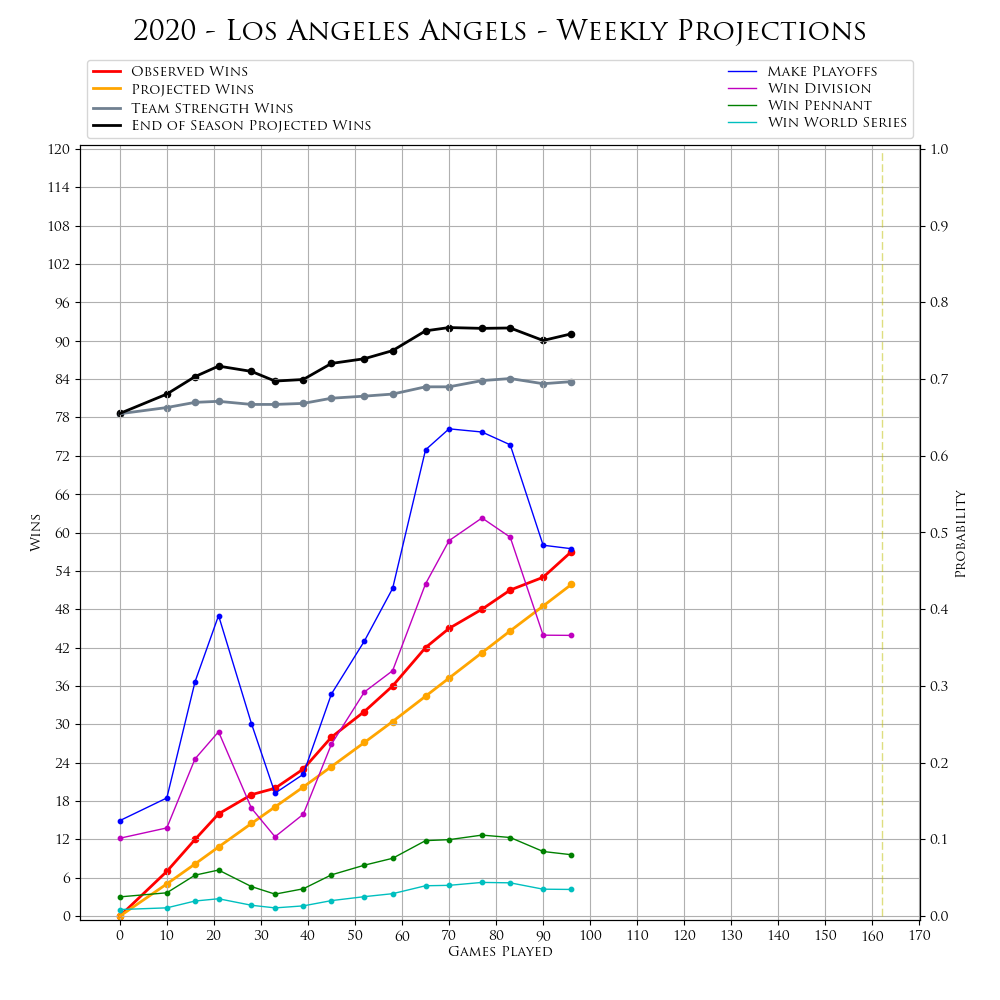 2020 - Los Angeles Angels - Weekly Projections
Observed Wins
Projected Wins
Team Strength Wins
End of Season Projected Wins
Make Playoffs
Win Division
Win Pennant
Win World Series
120
114
108
102
96
90
84
78
72
66
60
54
48
42
36
30
24
18
12
6
0
Wins
1.0
0.9
0.8
0.7
0.6
0.5
0.4
0.3
0.2
0.1
0.0
Probability
0 10 20 30 40 50 60 70 80 90 100 110 120 130 140 150 160 170
Games Played